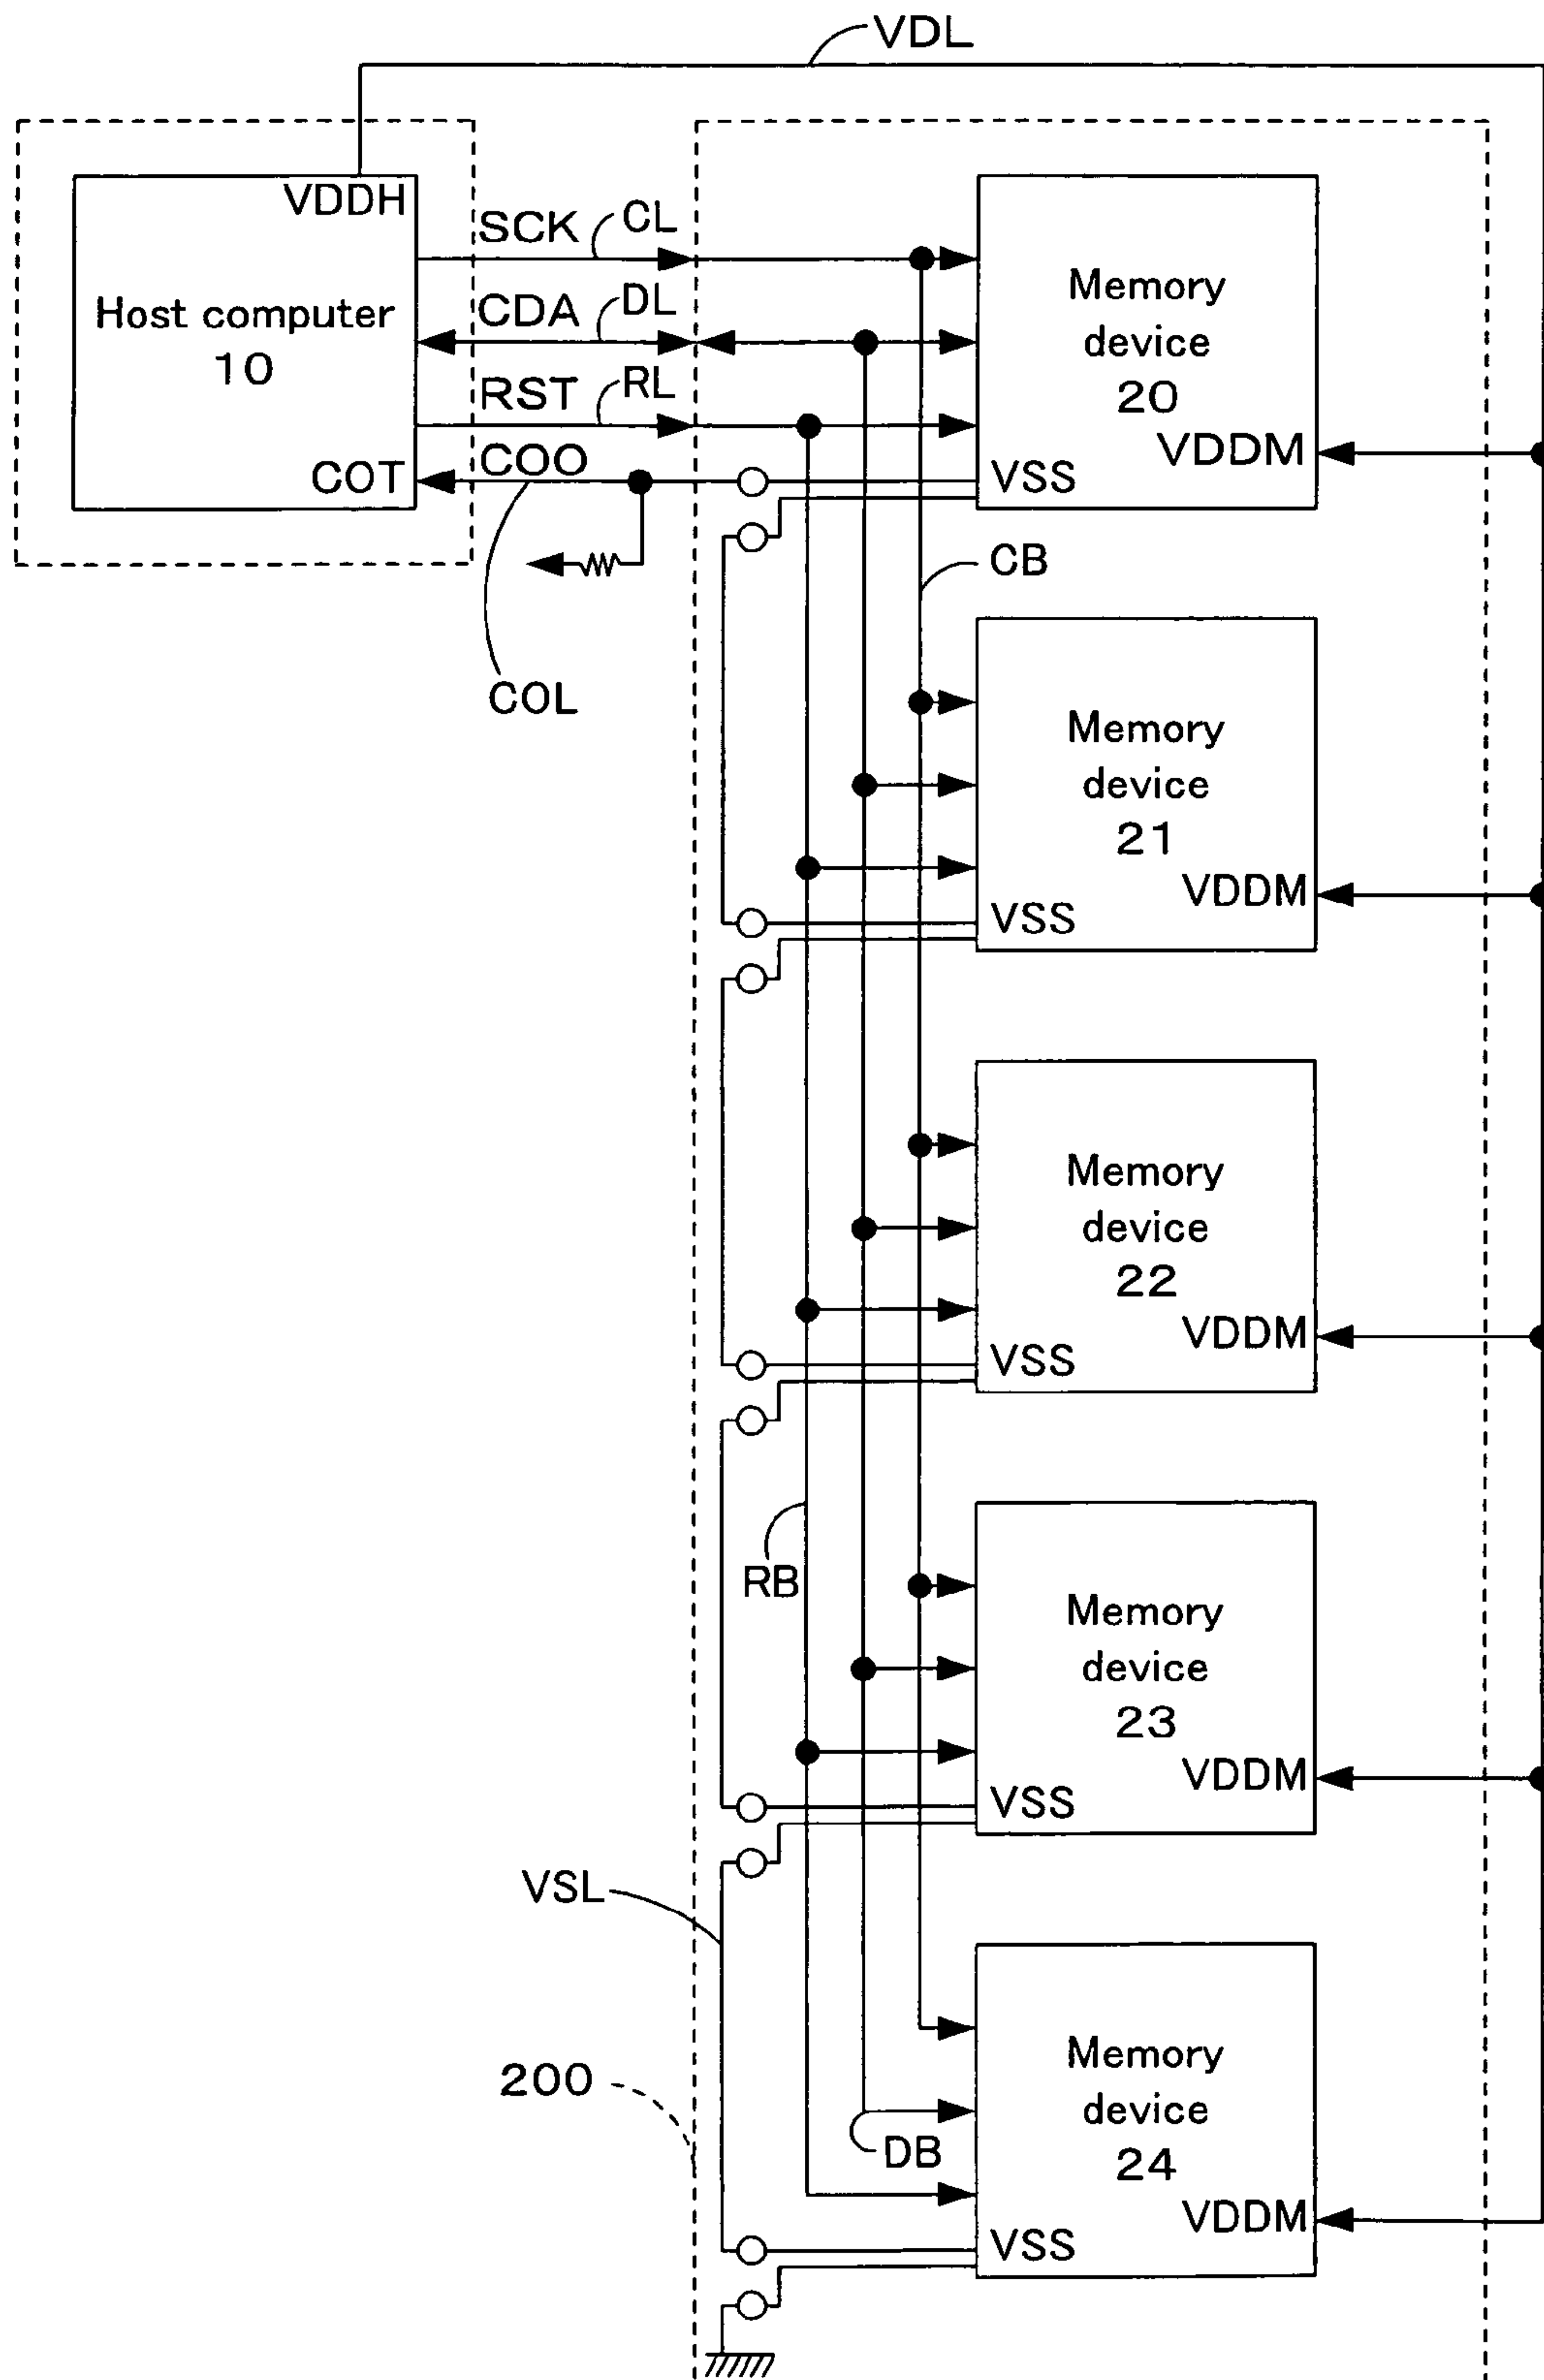 VDL
VDDH
Host computer
10
COT
SCK
CL
CDA
DL
RST
RL
COO
COL
Memory
device
20
VDDM
VSS
CB
Memory
device
21
VDDM
VSS
Memory
device
22
VDDM
VSS
RB
Memory
device
23
VDDM
VSS
VSL
200
Memory
device
24
DB
VDDM
VSS